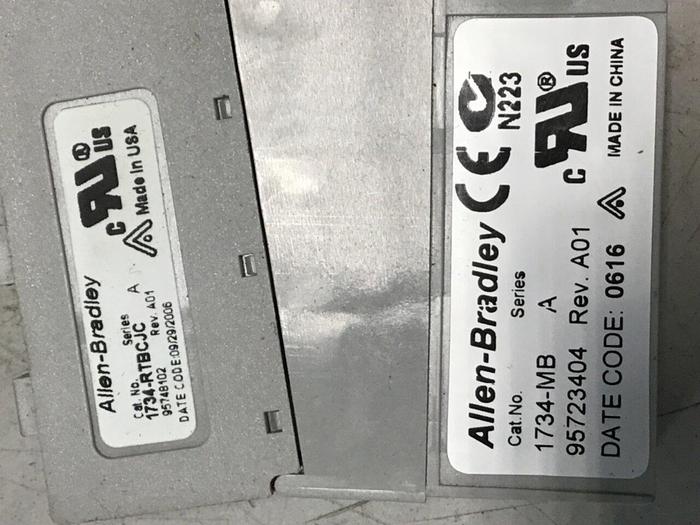 Allen-Bradley
Cat. No. Series
1734-RTBCJC A
95748102 Rev. A01
DATE CODE:09/29/2006
c RU ® US
Made in USA
Allen-Bradley
Cat.No. Series
1734-MB A
95723404 Rev. A01
DATE CODE: 0616
CE
N223
c RU ® US
MADE IN CHINA